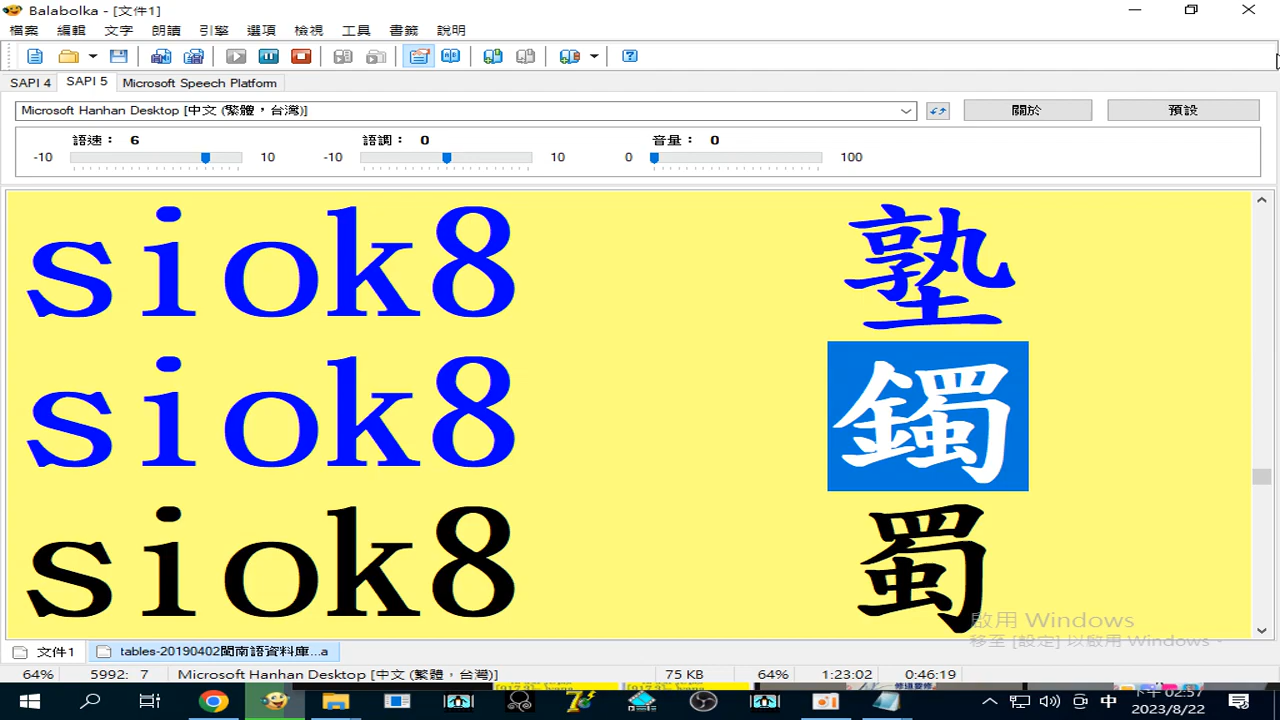 Balabolka - [文件1]
檔案 編輯 文字 朗讀 引擎 選項 檢視 工具 書籤 說明
SAPI 4 SAPI 5 Microsoft Speech Platform
Microsoft Hanhan Desktop [中文 (繁體，台灣)] 關於 預設
語速： 6 語調： 0 音量： 0
-10 10 -10 10 0 100
siok8 塾
siok8 鐲
siok8 蜀
啟用 Windows
移至 [設定] 以啟用 Windows。
文件1 tables-20190402閩南語資料庫...a
64% 5992: 7 Microsoft Hanhan Desktop [中文 (繁體，台灣)] 75 KB 64% 1:23:02 0:46:19
中 下午 02:57
2023/8/22